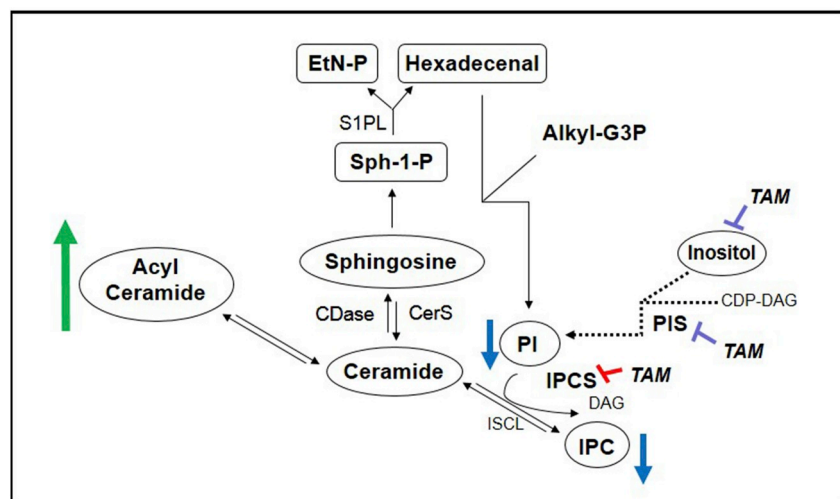 EtN-P
Hexadecenal
S1PL
Alkyl-G3P
Sph-1-P
TAM
Sphingosine
Inositol
Acyl
Ceramide
CDP-DAG
CDase
CerS
PIS
PI
TAM
Ceramide
IPCS
TAM
DAG
ISCL
IPC